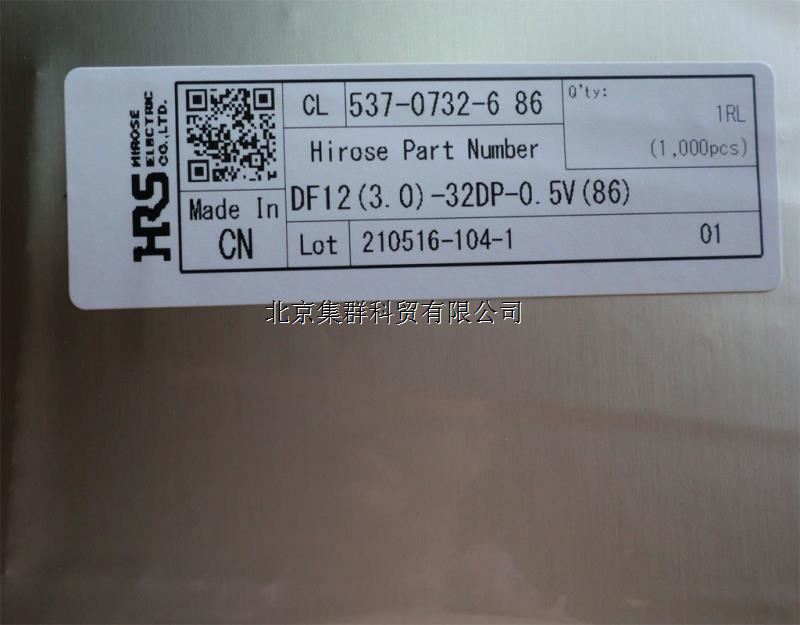 HRS
HIROSE
ELECTRIC
CO.,LTD.
CL 537-0732-6 86
Q'ty:
1RL
(1,000pcs)
Hirose Part Number
DF12(3.0)-32DP-0.5V(86)
Made In
CN
Lot 210516-104-1 01
北京集群科贸有限公司